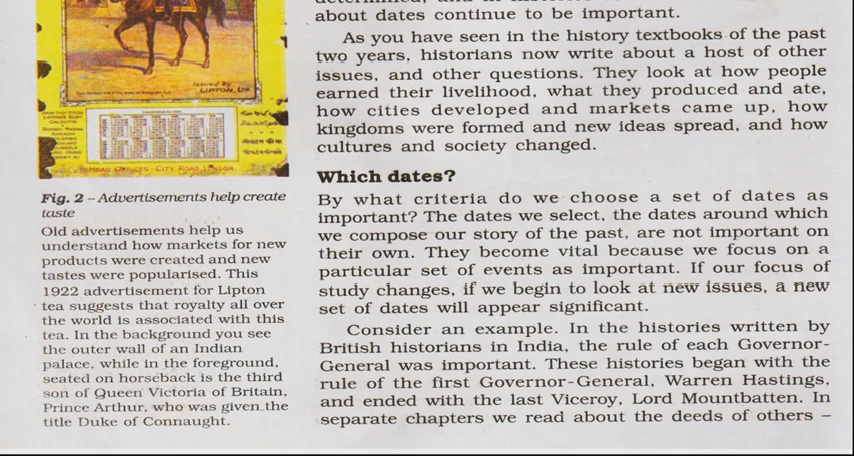 Issued by
LIPTON, Ltd
HEAD OFFICES - CITY ROAD, LONDON.
Fig. 2 – Advertisements help create
taste
Old advertisements help us
understand how markets for new
products were created and new
tastes were popularised. This
1922 advertisement for Lipton
tea suggests that royalty all over
the world is associated with this
tea. In the background you see
the outer wall of an Indian
palace, while in the foreground,
seated on horseback is the third
son of Queen Victoria of Britain,
Prince Arthur, who was given the
title Duke of Connaught.
about dates continue to be important.
As you have seen in the history textbooks of the past
two years, historians now write about a host of other
issues, and other questions. They look at how people
earned their livelihood, what they produced and ate,
how cities developed and markets came up, how
kingdoms were formed and new ideas spread, and how
cultures and society changed.
Which dates?
By what criteria do we choose a set of dates as
important? The dates we select, the dates around which
we compose our story of the past, are not important on
their own. They become vital because we focus on a
particular set of events as important. If our focus of
study changes, if we begin to look at new issues, a new
set of dates will appear significant.
Consider an example. In the histories written by
British historians in India, the rule of each Governor-
General was important. These histories began with the
rule of the first Governor-General, Warren Hastings,
and ended with the last Viceroy, Lord Mountbatten. In
separate chapters we read about the deeds of others –